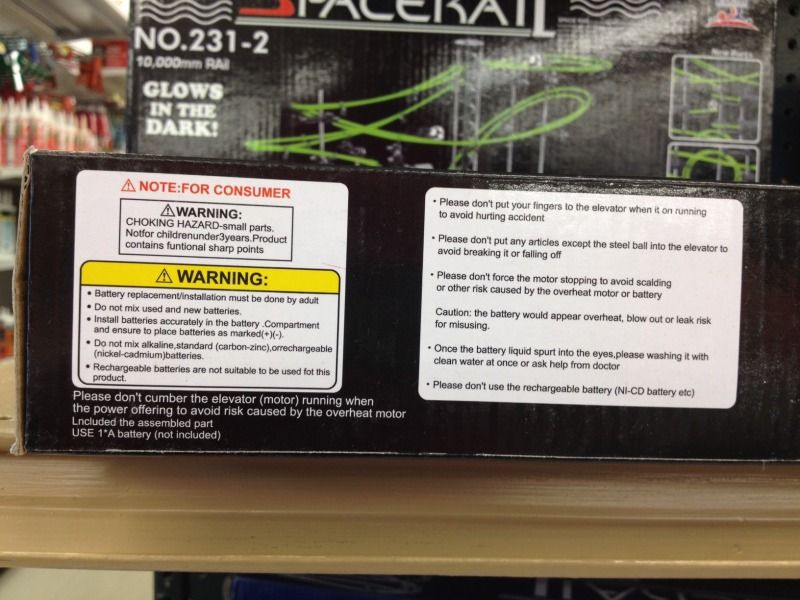 SPACERAIL
NO.231-2
10,000mm RAil
GLOWS
IN THE
DARK!
NOTE:FOR CONSUMER
WARNING:
CHOKING HAZARD-small parts.
Notfor childrenunder3years.Product
contains funtional sharp points
WARNING:
• Battery replacement/installation must be done by adult
• Do not mix used and new batteries.
• Install batteries accurately in the battery .Compartment
and ensure to place batteries as marked(+)(-).
• Do not mix alkaline,standard (carbon-zinc),orrechargeable
(nickel-cadmium)batteries.
• Rechargeable batteries are not suitable to be used fot this
product.
Please don't cumber the elevator (motor) running when
the power offering to avoid risk caused by the overheat motor
Lncluded the assembled part
USE 1*A battery (not included)
• Please don't put your fingers to the elevator when it on running
to avoid hurting accident
• Please don't put any articles except the steel ball into the elevator to
avoid breaking it or falling off
• Please don't force the motor stopping to avoid scalding
or other risk caused by the overheat motor or battery
Caution: the battery would appear overheat, blow out or leak risk
for misusing.
• Once the battery liquid spurt into the eyes,please washing it with
clean water at once or ask help from doctor
• Please don't use the rechargeable battery (NI-CD battery etc)